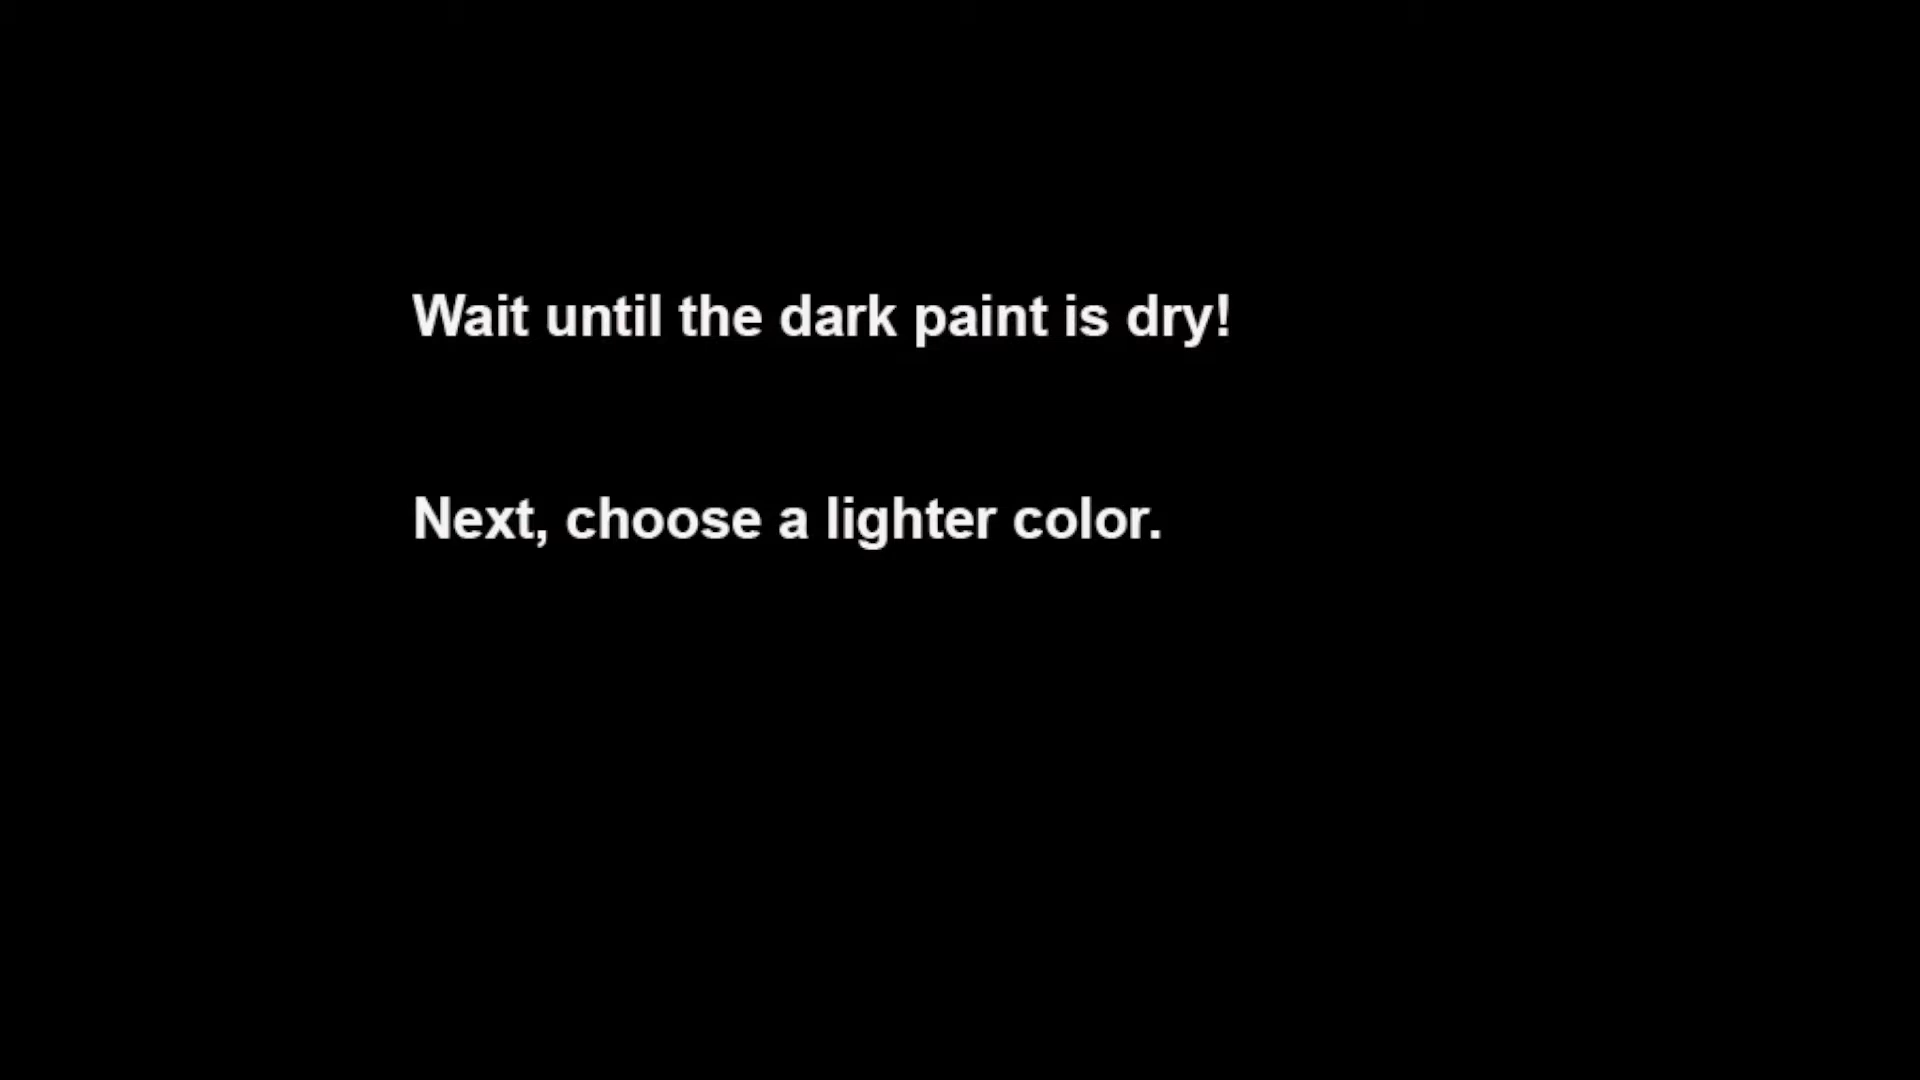 Wait until the dark paint is dry!
Next, choose a lighter color.